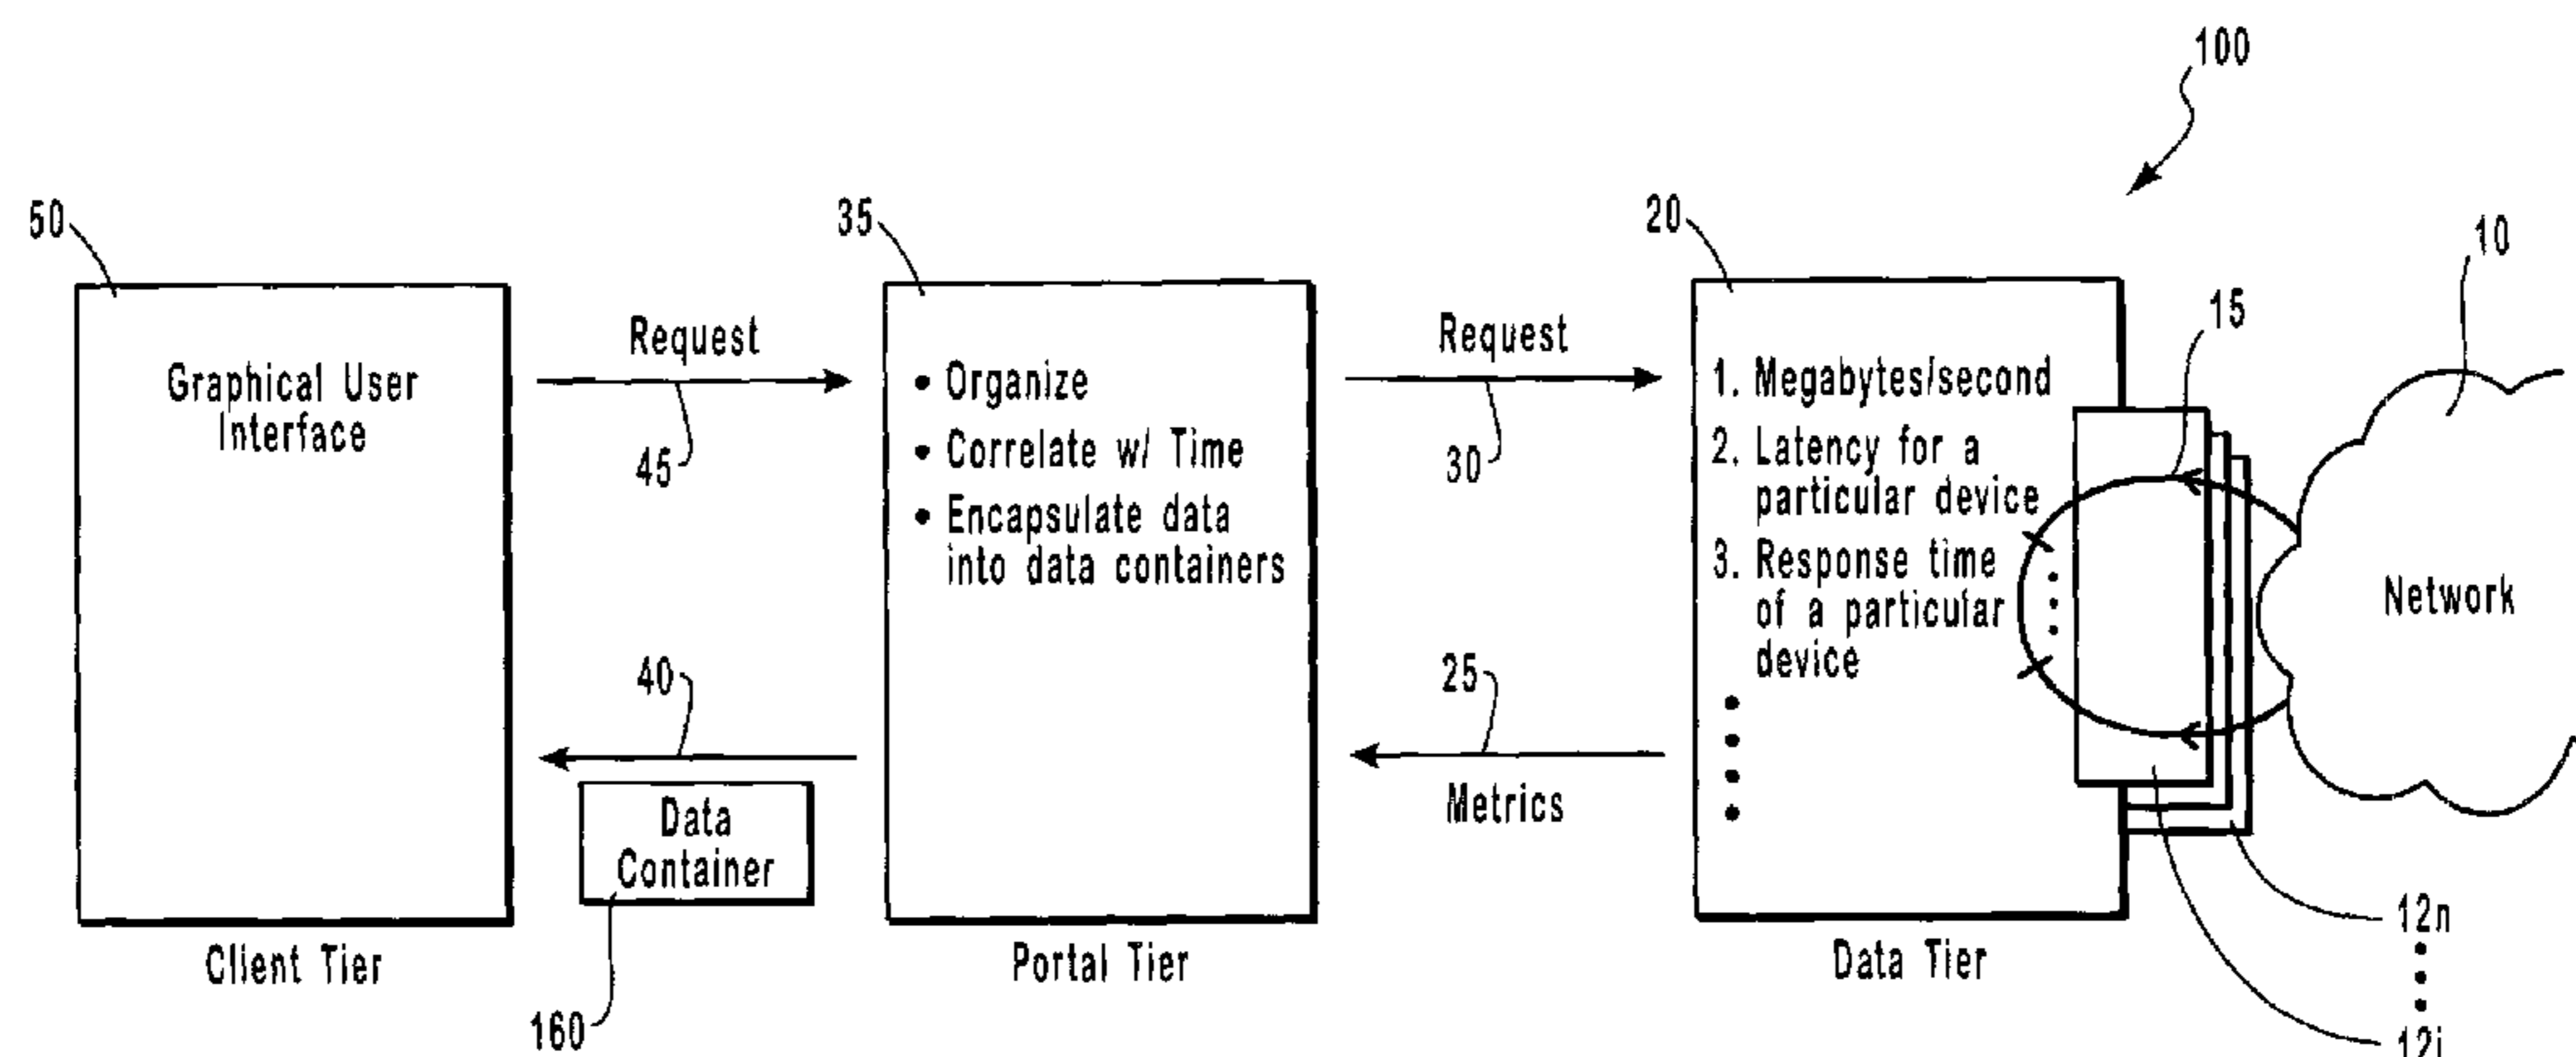 100
50
35
20
10
15
Graphical User
Interface
Request
45
• Organize
• Correlate w/ Time
• Encapsulate data
into data containers
Request
30
1. Megabytes/second
2. Latency for a
particular device
3. Response time
of a particular
device
Network
40
Data
Container
160
25
Metrics
12n
12i
Client Tier
Portal Tier
Data Tier